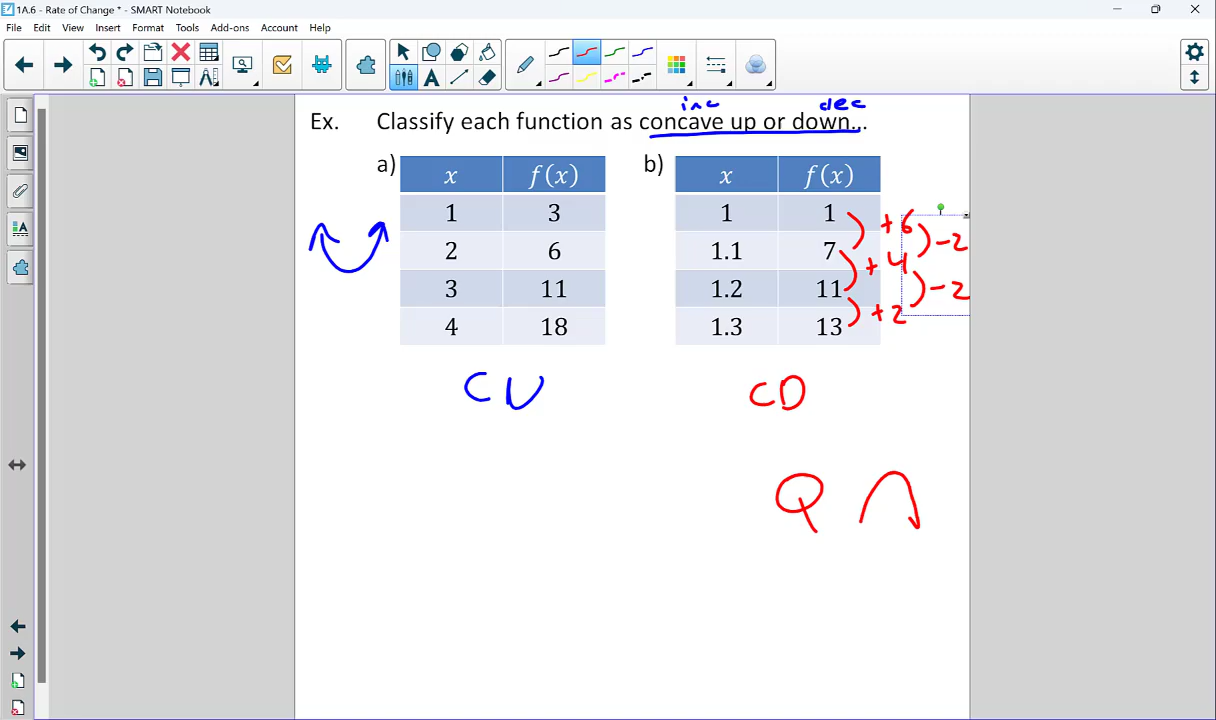 1A.6 - Rate of Change * - SMART Notebook
File Edit View Insert Format Tools Add-ons Account Help
inc dec
Ex. Classify each function as concave up or down...
a)
x f(x)
1 3
2 6
3 11
4 18
CU
b)
x f(x)
1 1
1.1 7
1.2 11
1.3 13
+6
+4
+2
-2
-2
CD
Q